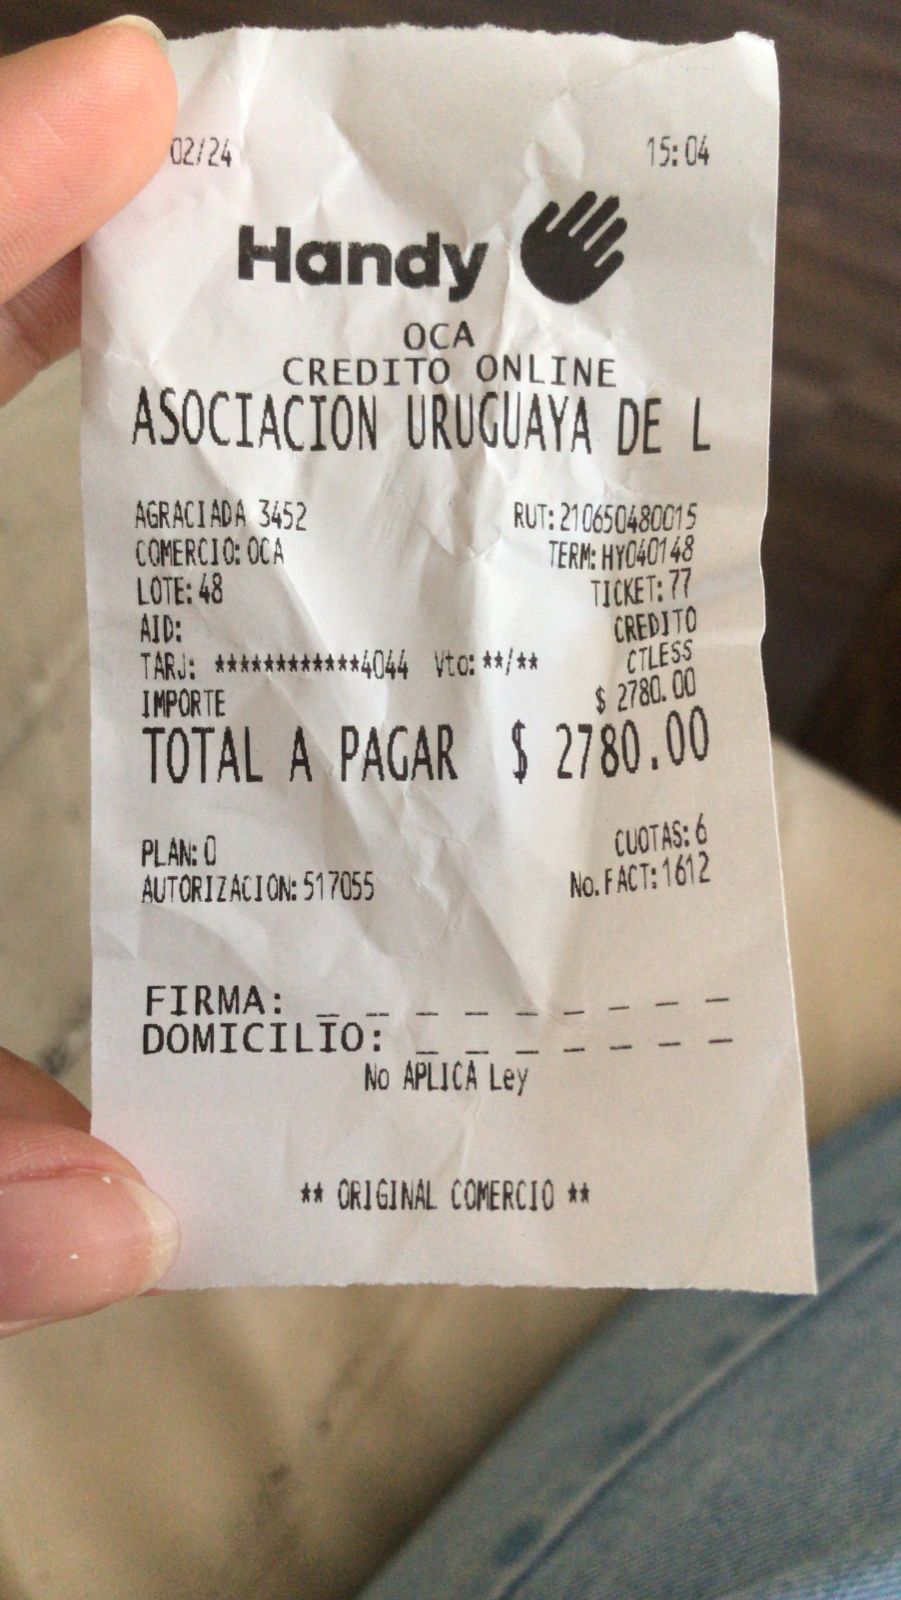 02/24 15:04
Handy
OCA
CREDITO ONLINE
ASOCIACION URUGUAYA DE L
AGRACIADA 3452 RUT: 210650480015
COMERCIO: OCA TERM: HY040148
LOTE: 48 TICKET: 77
AID: CREDITO
TARJ: ************4044 Vto: **/** CTLESS
IMPORTE $ 2780.00
TOTAL A PAGAR $ 2780.00
PLAN: 0 CUOTAS: 6
AUTORIZACION: 517055 No. FACT: 1612
FIRMA: _ _ _ _ _ _ _ _ _
DOMICILIO: _ _ _ _ _ _ _
No APLICA Ley
** ORIGINAL COMERCIO **